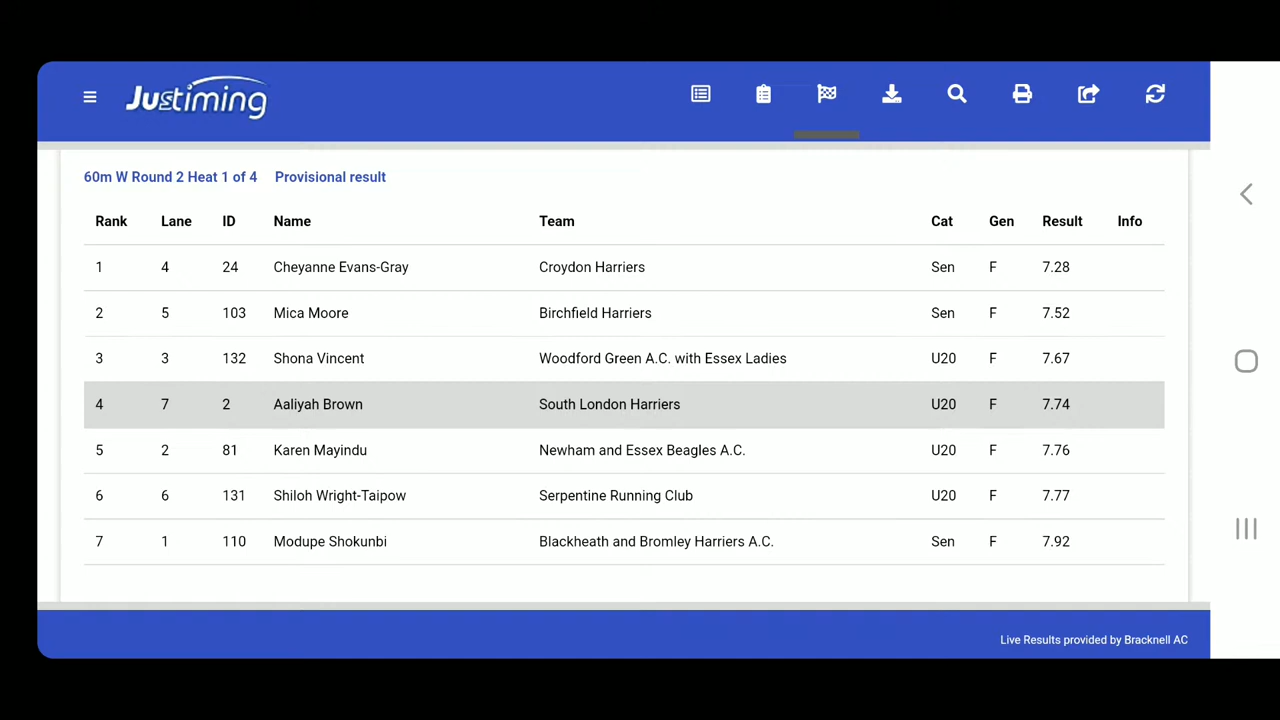 Justiming
60m W Round 2 Heat 1 of 4 Provisional result
Rank Lane ID Name Team Cat Gen Result Info
1 4 24 Cheyanne Evans-Gray Croydon Harriers Sen F 7.28
2 5 103 Mica Moore Birchfield Harriers Sen F 7.52
3 3 132 Shona Vincent Woodford Green A.C. with Essex Ladies U20 F 7.67
4 7 2 Aaliyah Brown South London Harriers U20 F 7.74
5 2 81 Karen Mayindu Newham and Essex Beagles A.C. U20 F 7.76
6 6 131 Shiloh Wright-Taipow Serpentine Running Club U20 F 7.77
7 1 110 Modupe Shokunbi Blackheath and Bromley Harriers A.C. Sen F 7.92
Live Results provided by Bracknell AC